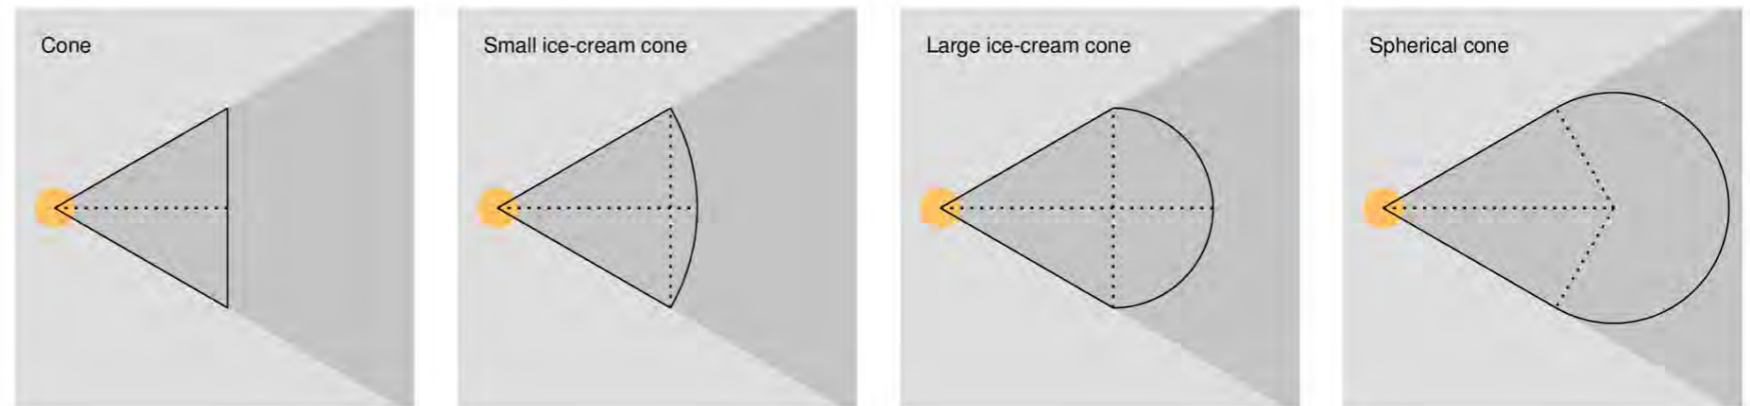 Cone
Small ice-cream cone
Large ice-cream cone
Spherical cone